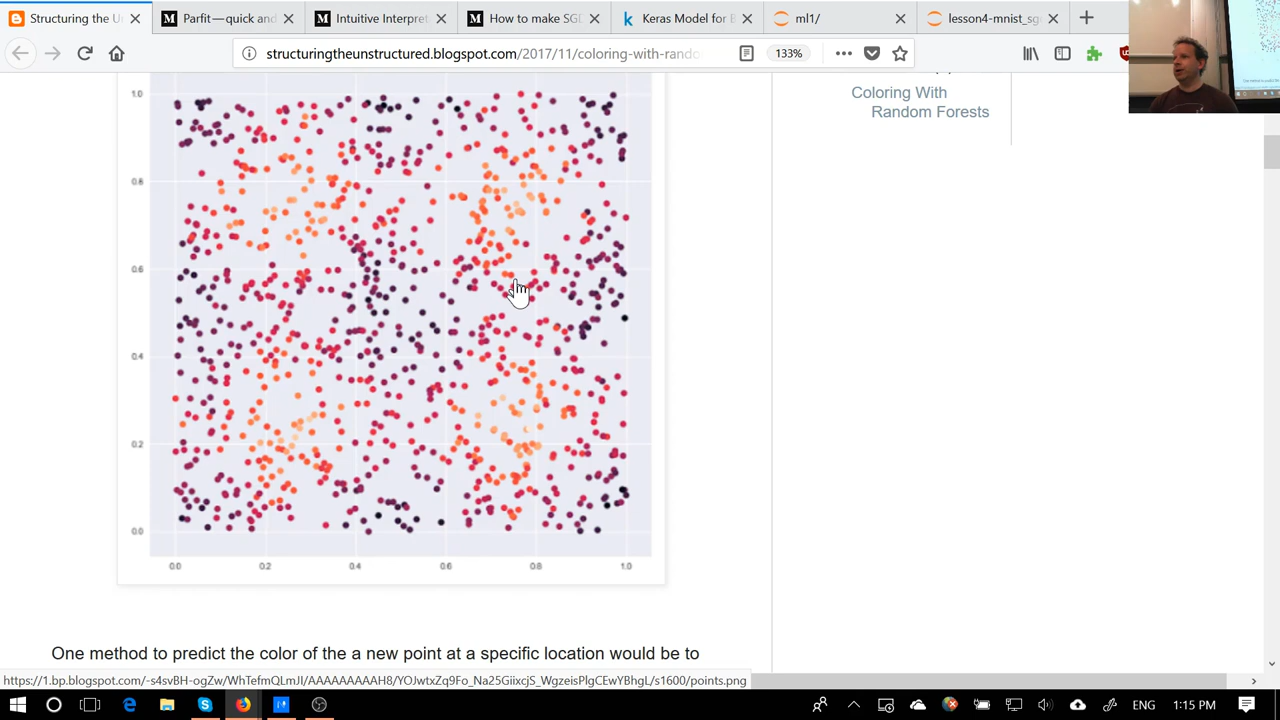 Structuring the Un
Parfit — quick and
Intuitive Interpret
How to make SGD
Keras Model for B
ml1/
lesson4-mnist_sg
structuringtheunstructured.blogspot.com/2017/11/coloring-with-rando
133%
Coloring With
Random Forests
1.0
0.8
0.6
0.4
0.2
0.0
0.0 0.2 0.4 0.6 0.8 1.0
One method to predict the color of the a new point at a specific location would be to
https://1.bp.blogspot.com/-s4svBH-ogZw/WhTefmQLmJI/AAAAAAAAAH8/YOJwtxZq9Fo_Na25GiixcjS_WgzeisPlgCEwYBhgL/s1600/points.png
ENG 1:15 PM